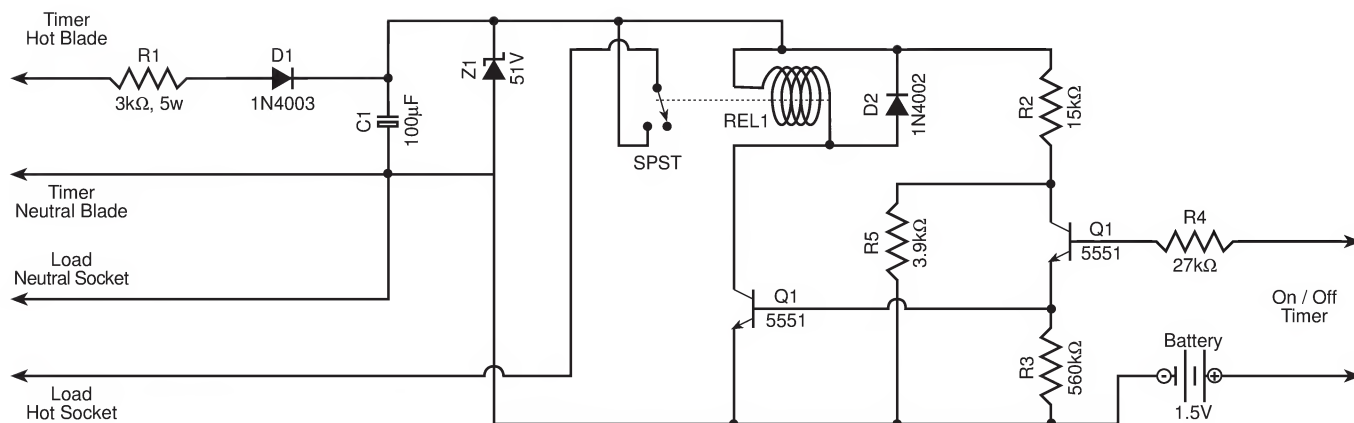 Timer
Hot Blade
R1
3kΩ, 5w
D1
1N4003
C1
100µF
Z1
51V
SPST
REL1
D2
1N4002
R2
15kΩ
Timer
Neutral Blade
Load
Neutral Socket
R5
3.9kΩ
Q1
5551
R4
27kΩ
Q1
5551
On / Off
Timer
R3
560kΩ
Battery
-
+
1.5V
Load
Hot Socket